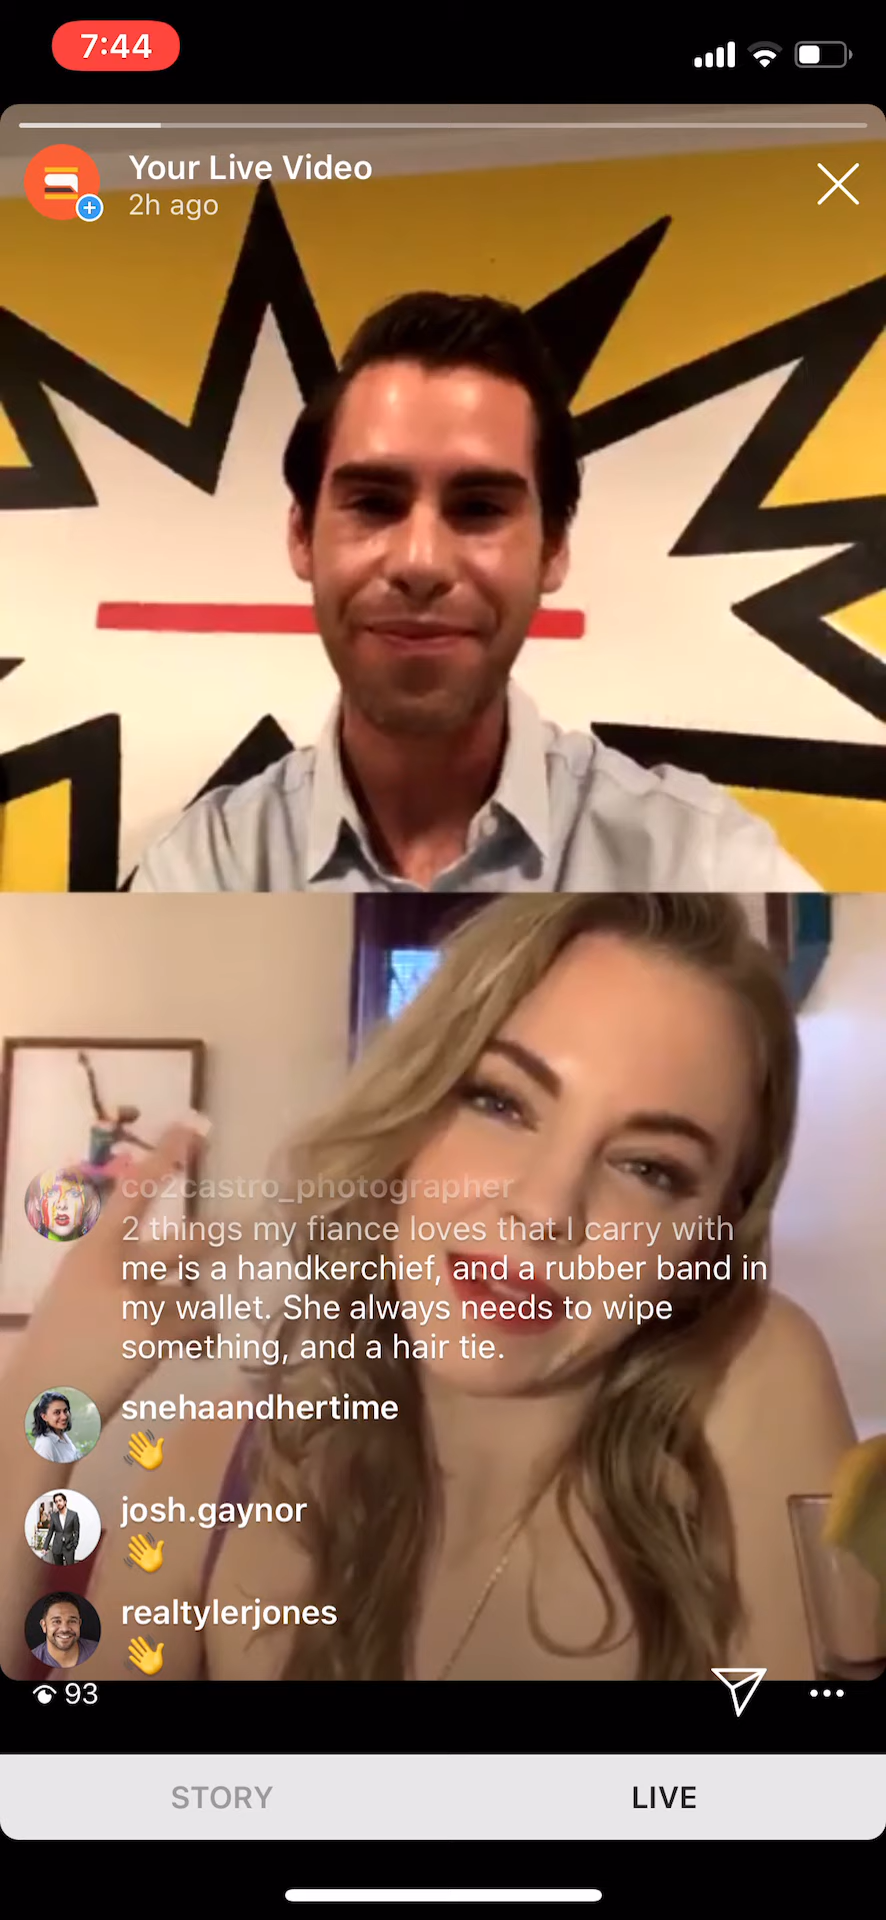 7:44
Your Live Video
2h ago
co2castro_photographer
2 things my fiance loves that I carry with
me is a handkerchief, and a rubber band in
my wallet. She always needs to wipe
something, and a hair tie.
snehaandhertime
👋
josh.gaynor
👋
realtylerjones
👋
93
STORY
LIVE